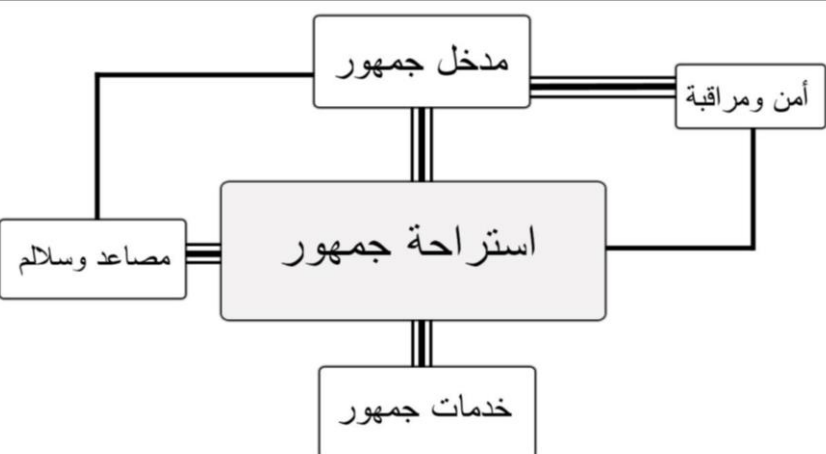 مدخل جمهور
أمن ومراقبة
استراحة جمهور
مصاعد وسلالم
خدمات جمهور